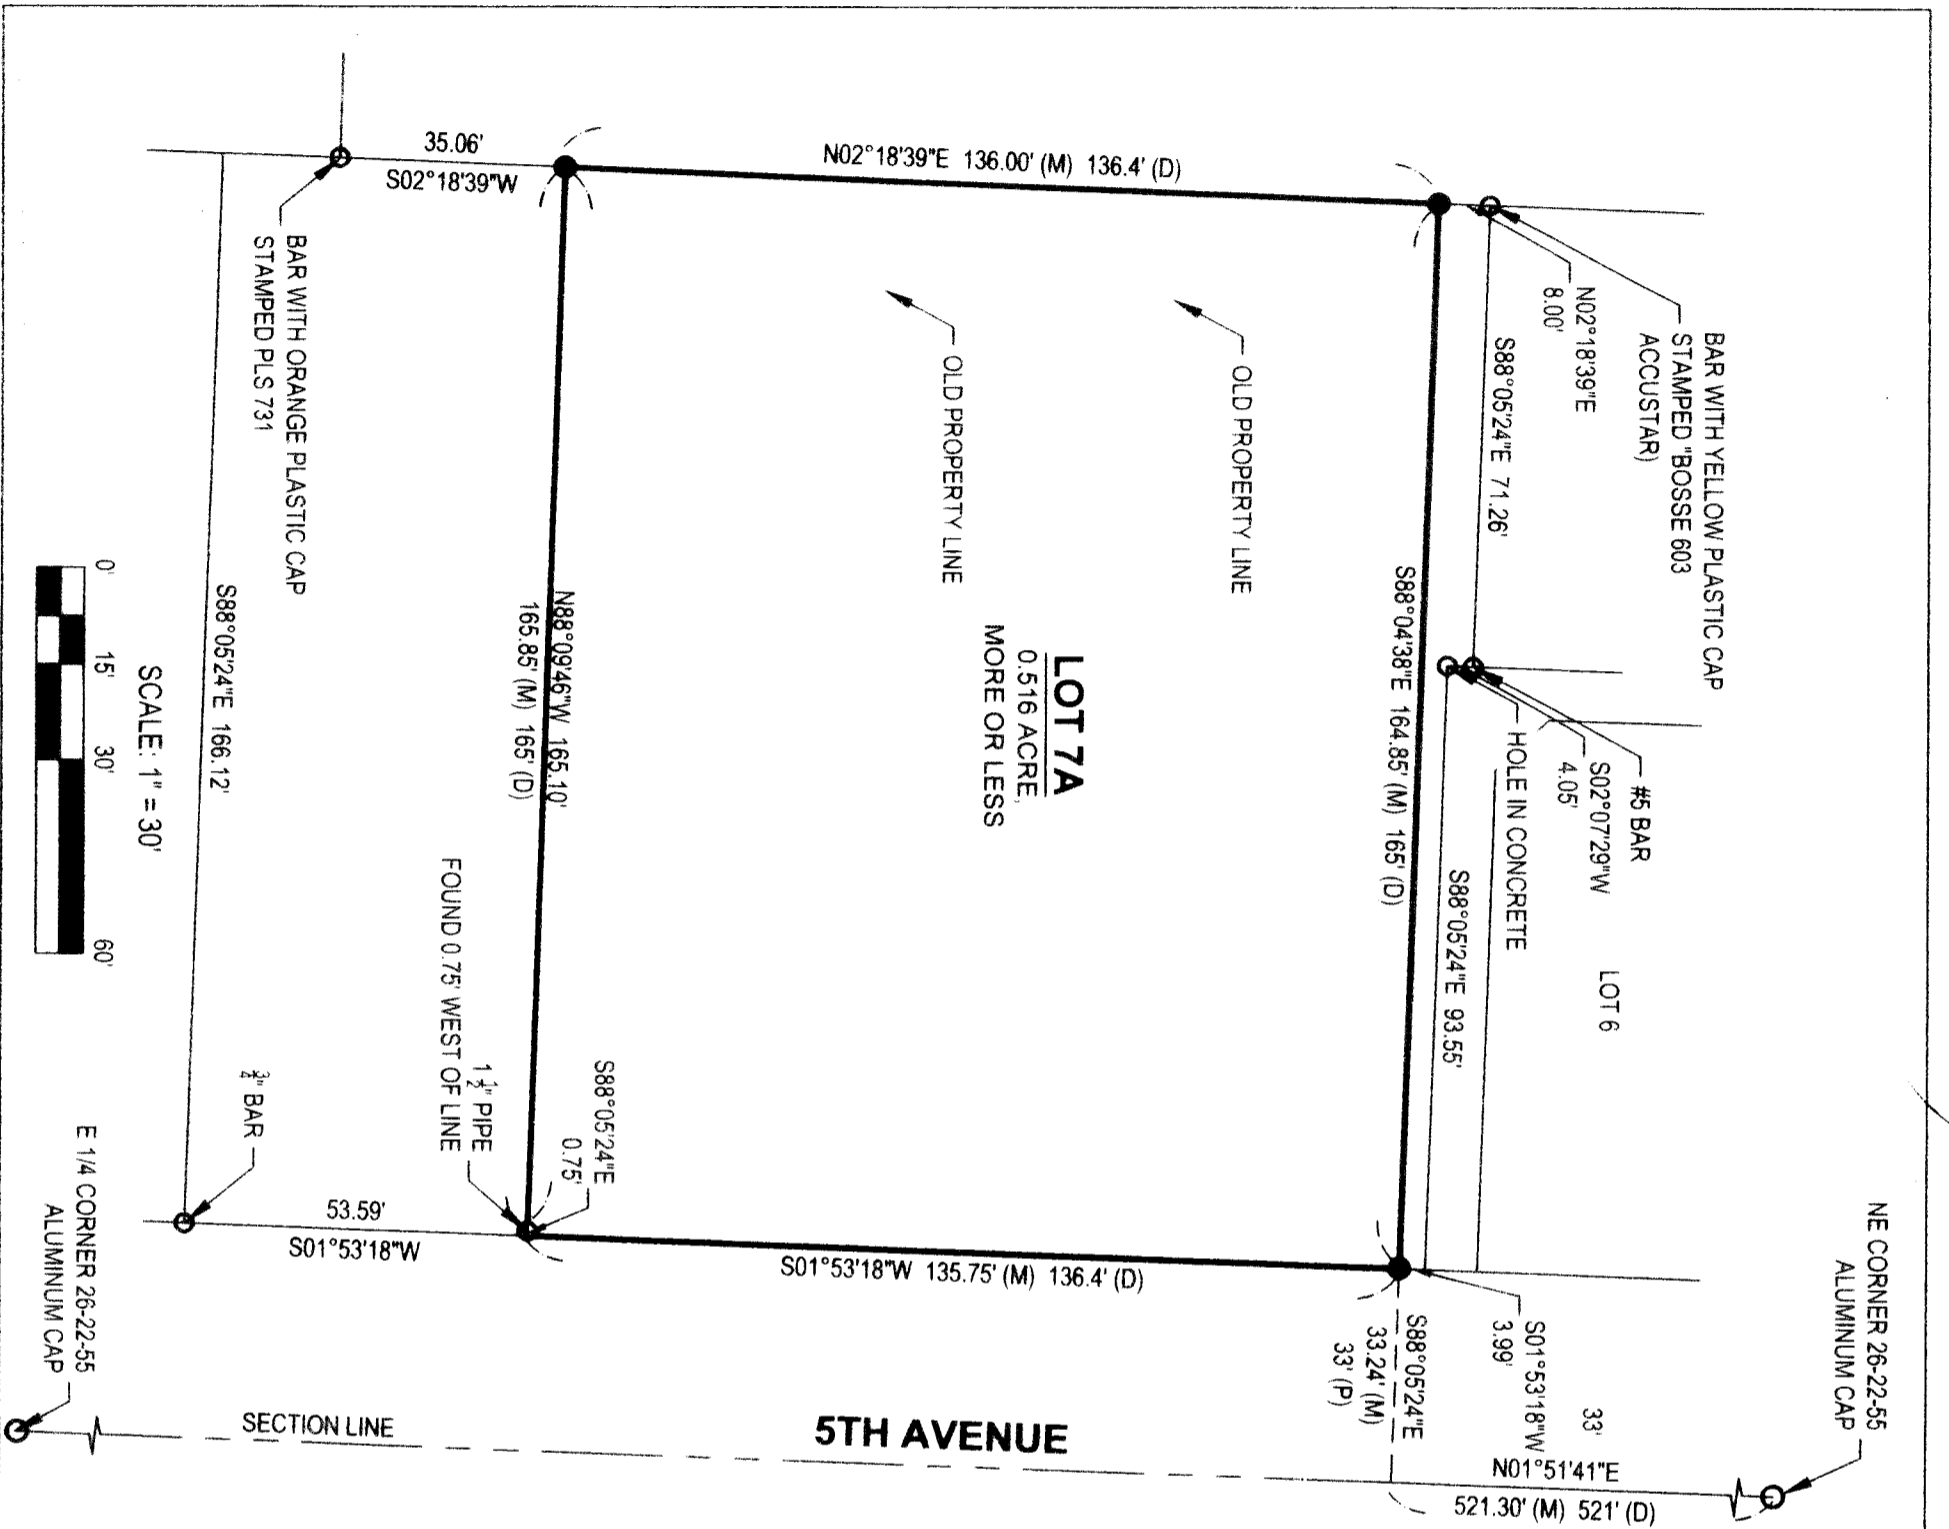 BAR WITH YELLOW PLASTIC CAP
STAMPED "BOSSE 603
ACCUSTAR)
N02°18'39"E
8.00'
S88°05'24"E 71.26'
#5 BAR
S02°07'29"W
4.05'
HOLE IN CONCRETE
LOT 6
S88°05'24"E 93.55'
NE CORNER 26-22-55
ALUMINUM CAP
33'
S01°53'18"W
3.99'
N01°51'41"E
521.30' (M) 521' (D)
S88°05'24"E
33.24' (M)
33' (P)
S88°04'38"E 164.85' (M) 165' (D)
N02°18'39"E 136.00' (M) 136.4' (D)
OLD PROPERTY LINE
OLD PROPERTY LINE
LOT 7A
0.516 ACRE,
MORE OR LESS
S01°53'18"W 135.75' (M) 136.4' (D)
5TH AVENUE
SECTION LINE
N88°09'46"W 165.10'
165.85' (M) 165' (D)
S88°05'24"E
0.75'
1 1/2" PIPE
FOUND 0.75' WEST OF LINE
35.06'
S02°18'39"W
BAR WITH ORANGE PLASTIC CAP
STAMPED PLS 731
53.59'
S01°53'18"W
3/4" BAR
S88°05'24"E 166.12'
E 1/4 CORNER 26-22-55
ALUMINUM CAP
SCALE: 1" = 30'
0' 15' 30' 60'